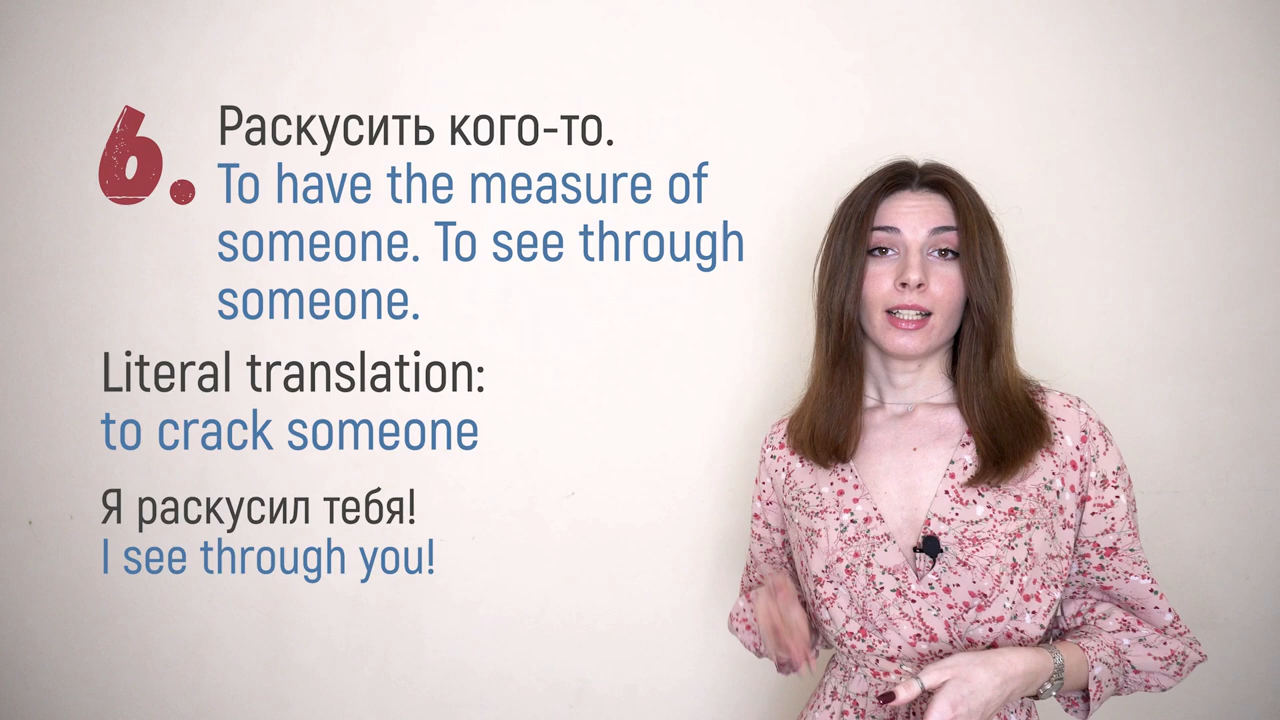 6. Раскусить кого-то.
To have the measure of
someone. To see through
someone.
Literal translation:
to crack someone
Я раскусил тебя!
I see through you!